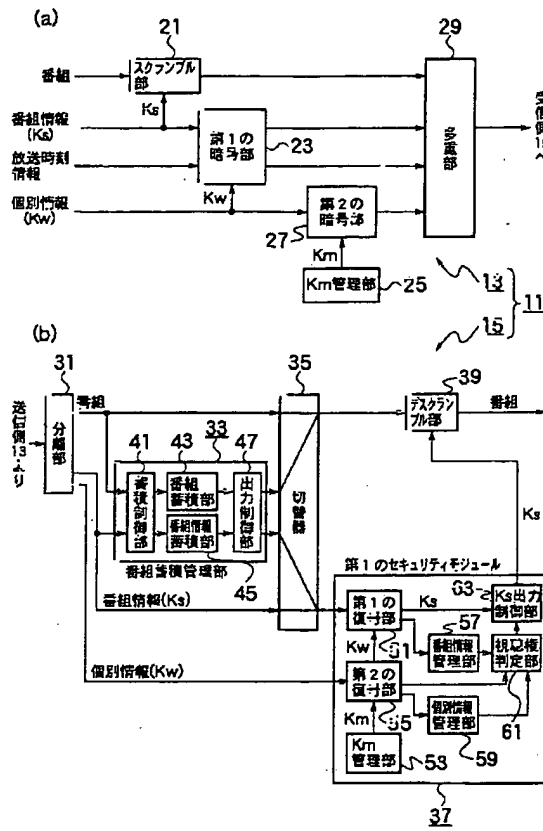 (a)
21
29
番組
スクランブル
部
Ks
番組情報
(Ks)
放送時刻
情報
第1の
暗号部
23
多重部
受信側15へ
Kw
個別情報
(Kw)
第2の
暗号部
27
Km
Km管理部
25
13
15
11
(b)
31
35
39
送信側13より
分離部
番組
33
41
43
47
蓄積制御部
番組
蓄積部
番組情報
蓄積部
出力制御部
45
番組蓄積管理部
切替器
デスクラン
ブル部
番組
Ks
第1のセキュリティモジュール
番組情報(Ks)
第1の
復号部
Ks
63
Ks出力
制御部
57
51
Kw
番組情報
管理部
視聴権
判定部
個別情報(Kw)
第2の
復号部
55
61
Km
個別情報
管理部
59
Km
管理部
53
37